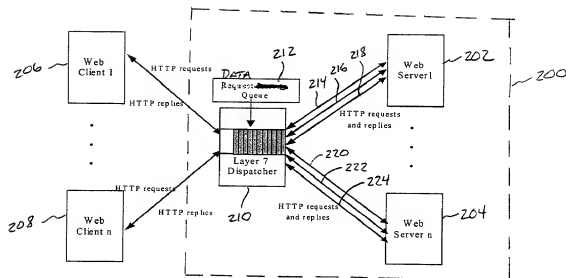 206
Web
Client 1
HTTP requests
HTTP replies
DATA
Request
Queue
212
214
216
218
Web
Server 1
202
200
HTTP requests
and replies
Layer 7
Dispatcher
210
220
222
224
HTTP requests
and replies
208
Web
Client n
HTTP requests
HTTP replies
Web
Server n
204